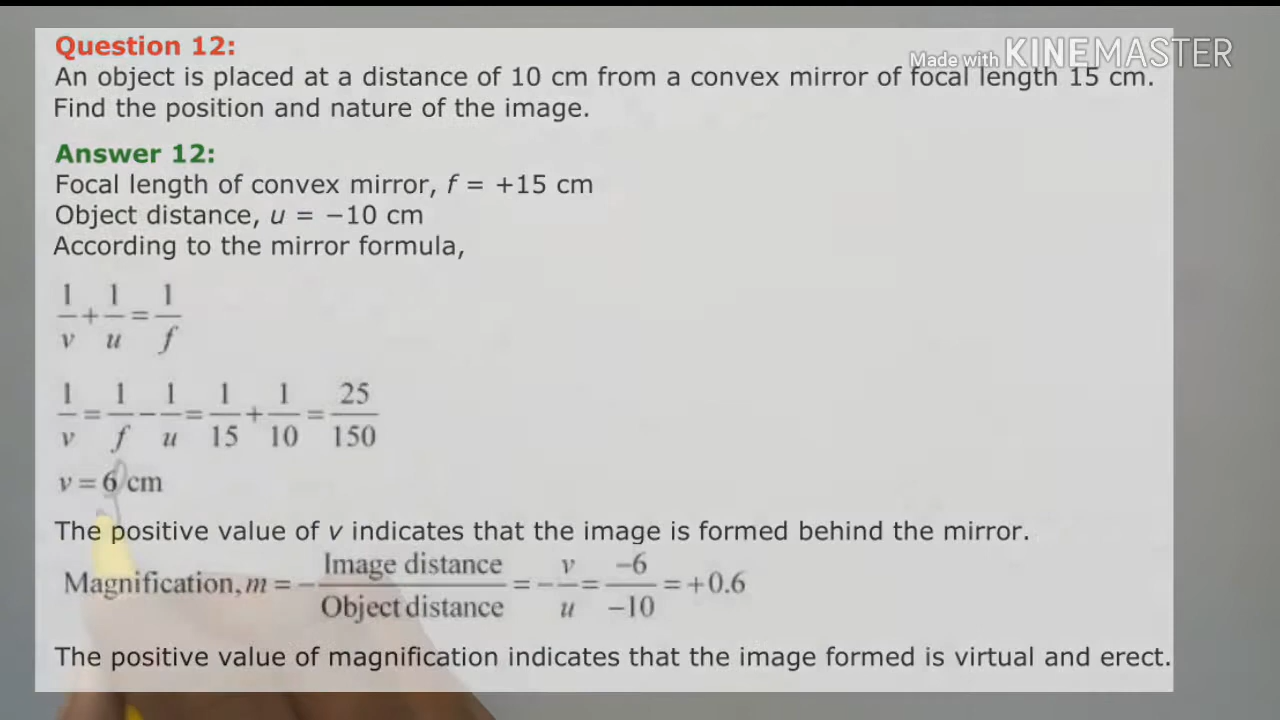 Question 12:
Made with KINEMASTER
An object is placed at a distance of 10 cm from a convex mirror of focal length 15 cm.
Find the position and nature of the image.
Answer 12:
Focal length of convex mirror, f = +15 cm
Object distance, u = −10 cm
According to the mirror formula,
1/v + 1/u = 1/f
1/v = 1/f − 1/u = 1/15 + 1/10 = 25/150
v = 6 cm
The positive value of v indicates that the image is formed behind the mirror.
Magnification, m = − Image distance/Object distance = − v/u = −6/−10 = +0.6
The positive value of magnification indicates that the image formed is virtual and erect.